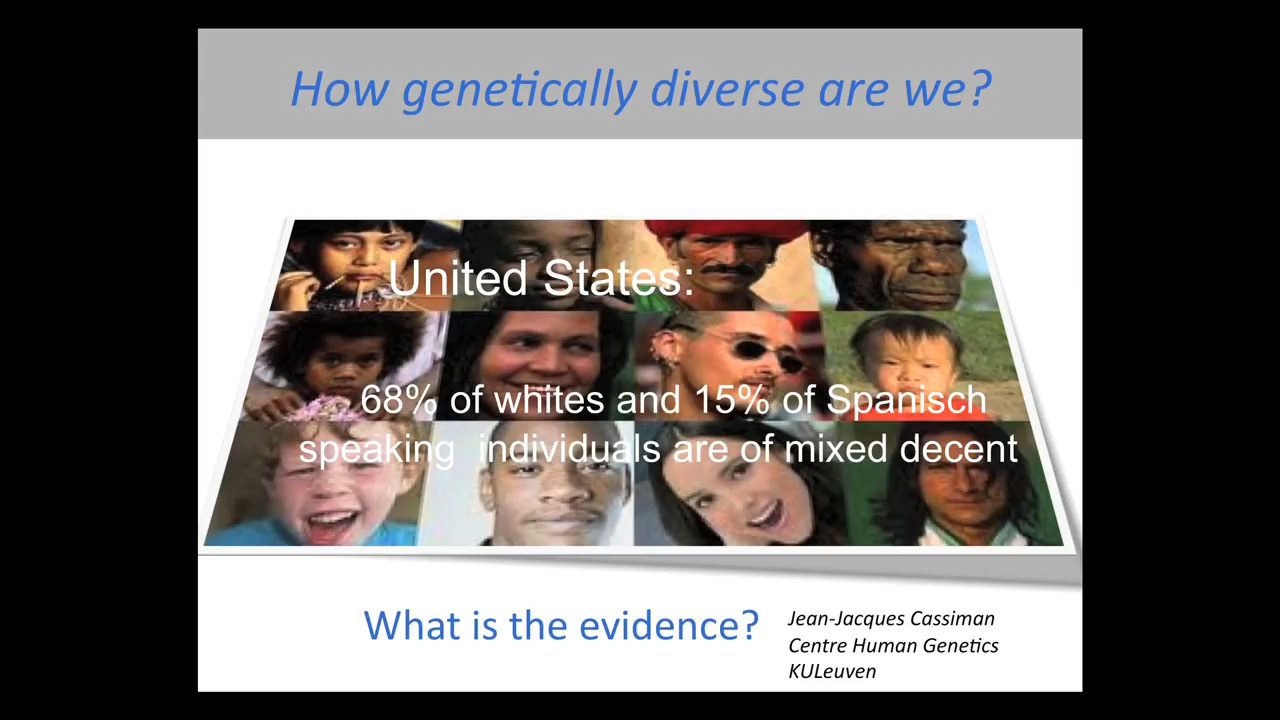 How genetically diverse are we?
United States:
68% of whites and 15% of Spanisch
speaking  individuals are of mixed decent
What is the evidence?
Jean-Jacques Cassiman
Centre Human Genetics
KULeuven